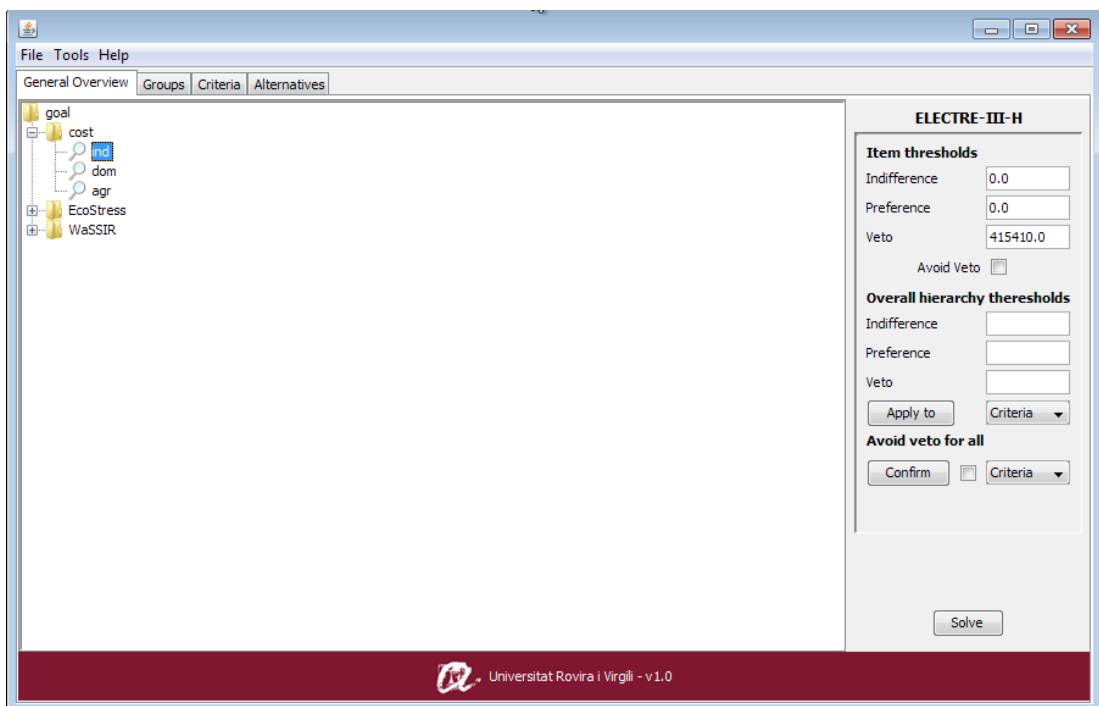 File Tools Help
General Overview Groups Criteria Alternatives
goal
cost
ind
dom
agr
EcoStress
WaSSIR
ELECTRE-III-H
Item thresholds
Indifference 0.0
Preference 0.0
Veto 415410.0
Avoid Veto
Overall hierarchy theresholds
Indifference
Preference
Veto
Apply to Criteria
Avoid veto for all
Confirm Criteria
Solve
Universitat Rovira i Virgili - v1.0